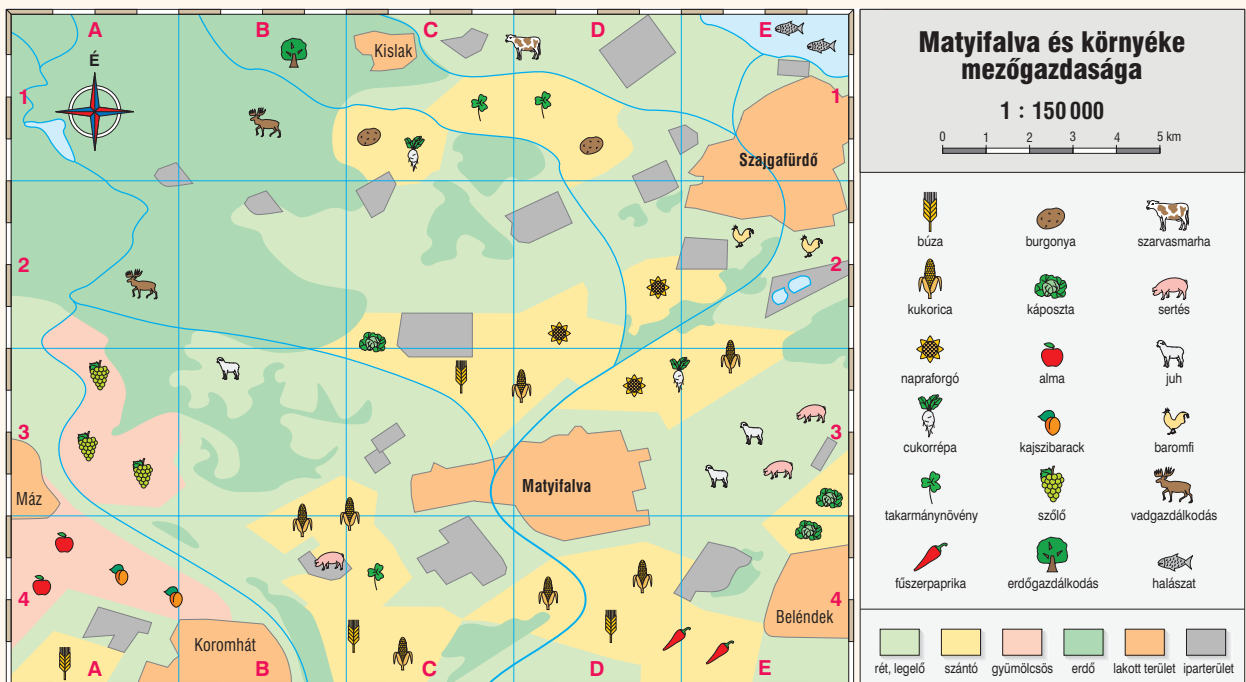 A
B
C
D
E
É
1
1
2
2
3
3
4
4
Kislak
Szajgafürdő
Máz
Matyifalva
Koromhát
Beléndek
A
B
C
D
E
Matyifalva és környéke
mezőgazdasága
1 : 150 000
0 1 2 3 4 5 km
búza
burgonya
szarvasmarha
kukorica
káposzta
sertés
napraforgó
alma
juh
cukorrépa
kajszibarack
baromfi
takarmánynövény
szőlő
vadgazdálkodás
fűszerpaprika
erdőgazdálkodás
halászat
rét, legelő
szántó
gyümölcsös
erdő
lakott terület
iparterület